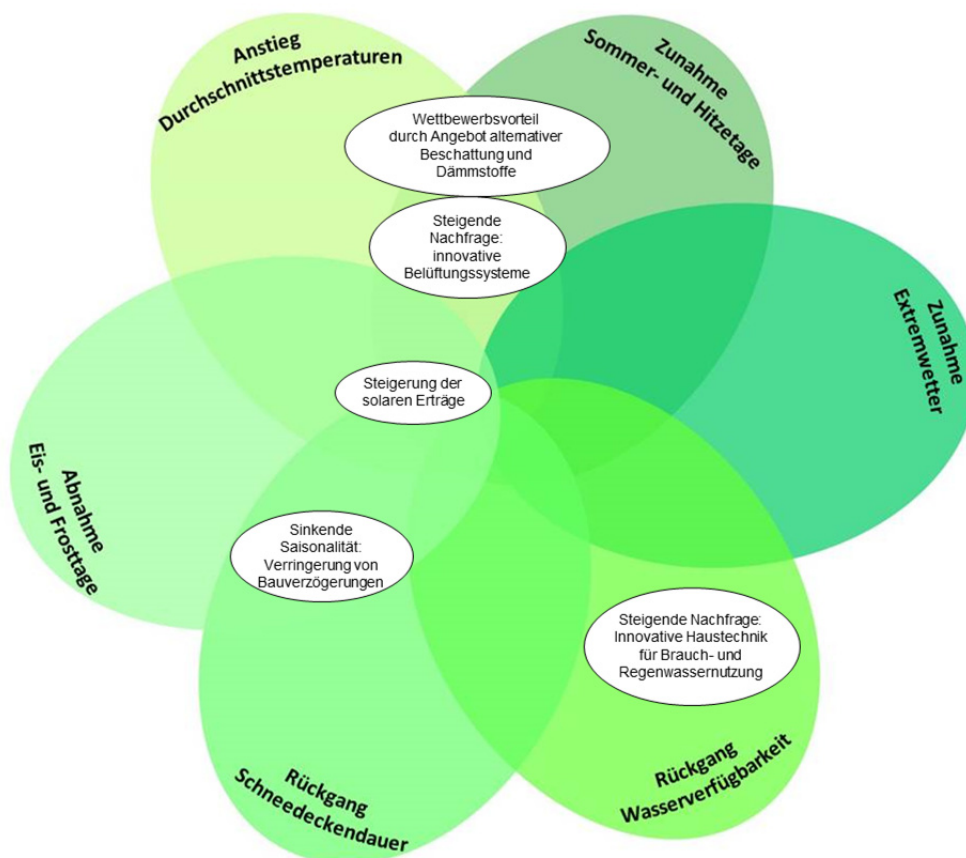 Anstieg
Durchschnittstemperaturen
Zunahme
Sommer- und Hitzetage
Wettbewerbsvorteil
durch Angebot alternativer
Beschattung und
Dämmstoffe
Steigende
Nachfrage:
innovative
Belüftungssysteme
Zunahme
Extremwetter
Steigerung der
solaren Erträge
Abnahme
Eis- und Frosttage
Sinkende
Saisonalität:
Verringerung von
Bauverzögerungen
Steigende Nachfrage:
Innovative Haustechnik
für Brauch- und
Regenwassernutzung
Rückgang
Schneedeckendauer
Rückgang
Wasserverfügbarkeit